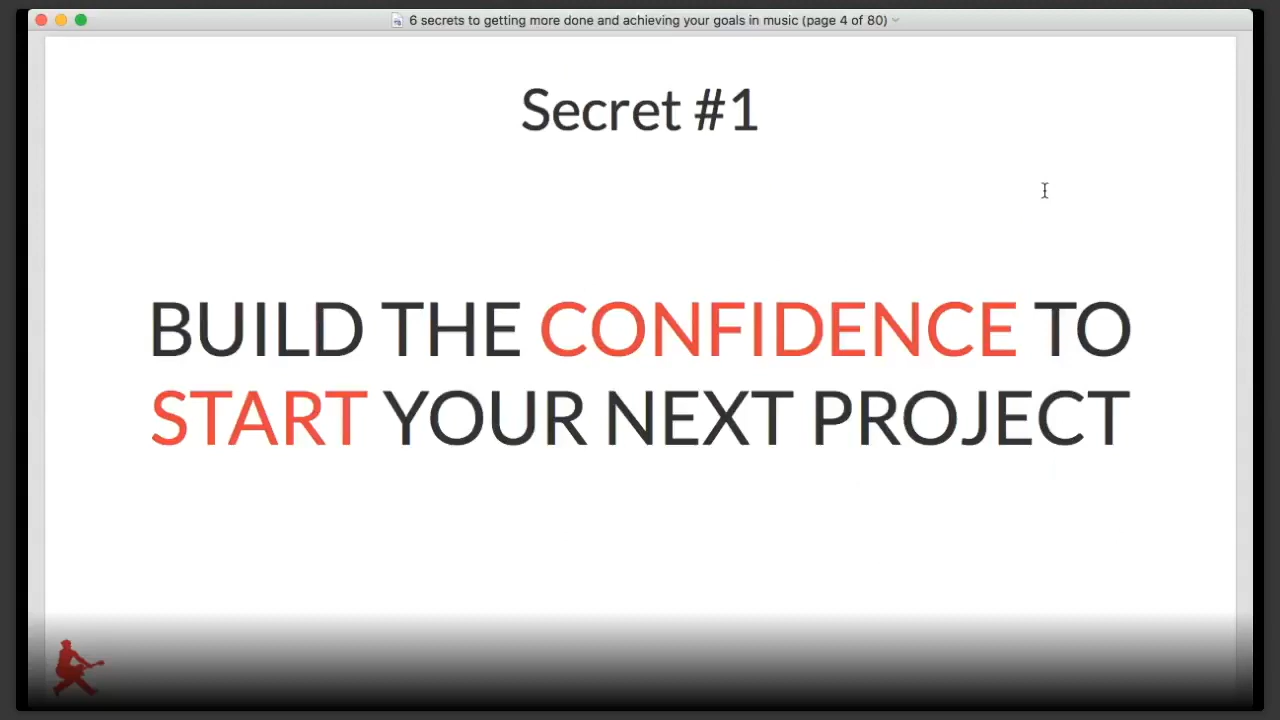 6 secrets to getting more done and achieving your goals in music (page 4 of 80)
Secret #1
BUILD THE CONFIDENCE TO
START YOUR NEXT PROJECT